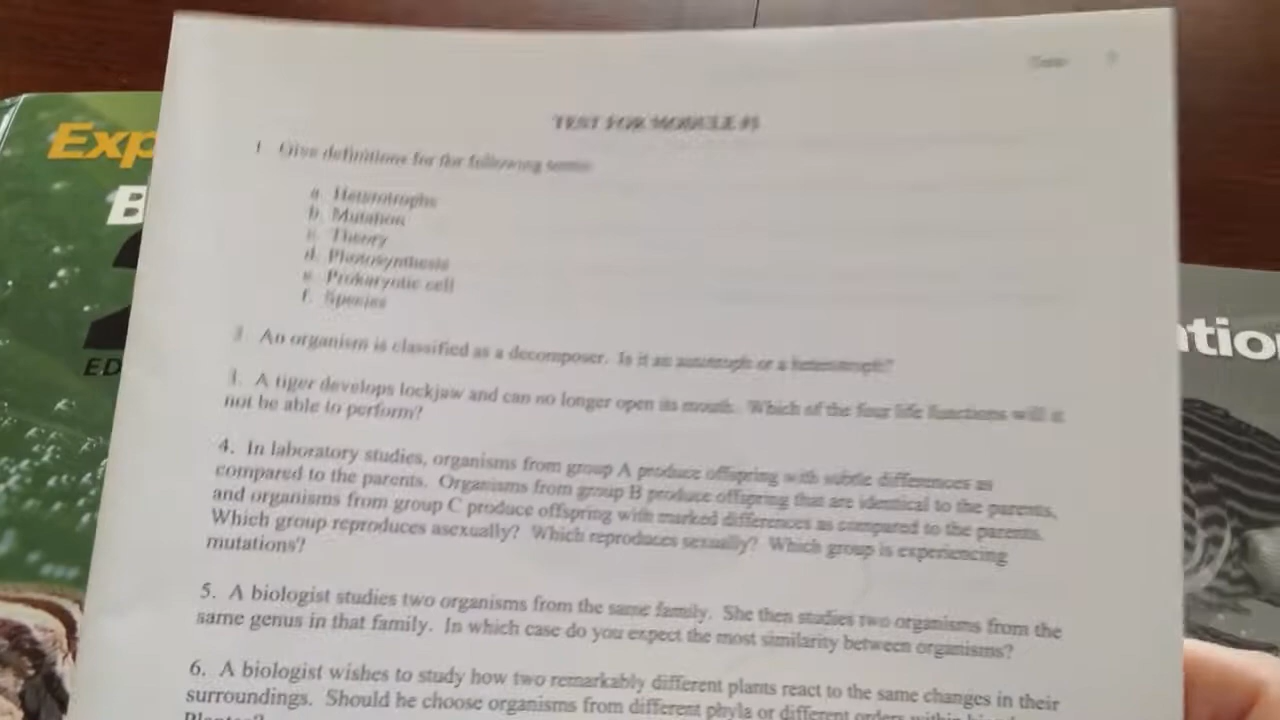 Exp
B
2
ED
tio
Tests
TEST FOR MODULE #1
1. Give definitions for the following terms:
a. Heterotrophs
b. Mutation
c. Theory
d. Photosynthesis
e. Prokaryotic cell
f. Species
2. An organism is classified as a decomposer. Is it an autotroph or a heterotroph?
3. A tiger develops lockjaw and can no longer open its mouth. Which of the four life functions will it
not be able to perform?
4. In laboratory studies, organisms from group A produce offspring with subtle differences as
compared to the parents. Organisms from group B produce offspring that are identical to the parents,
and organisms from group C produce offspring with marked differences as compared to the parents.
Which group reproduces asexually? Which reproduces sexually? Which group is experiencing
mutations?
5. A biologist studies two organisms from the same family. She then studies two organisms from the
same genus in that family. In which case do you expect the most similarity between organisms?
6. A biologist wishes to study how two remarkably different plants react to the same changes in their
surroundings. Should he choose organisms from different phyla or different orders within